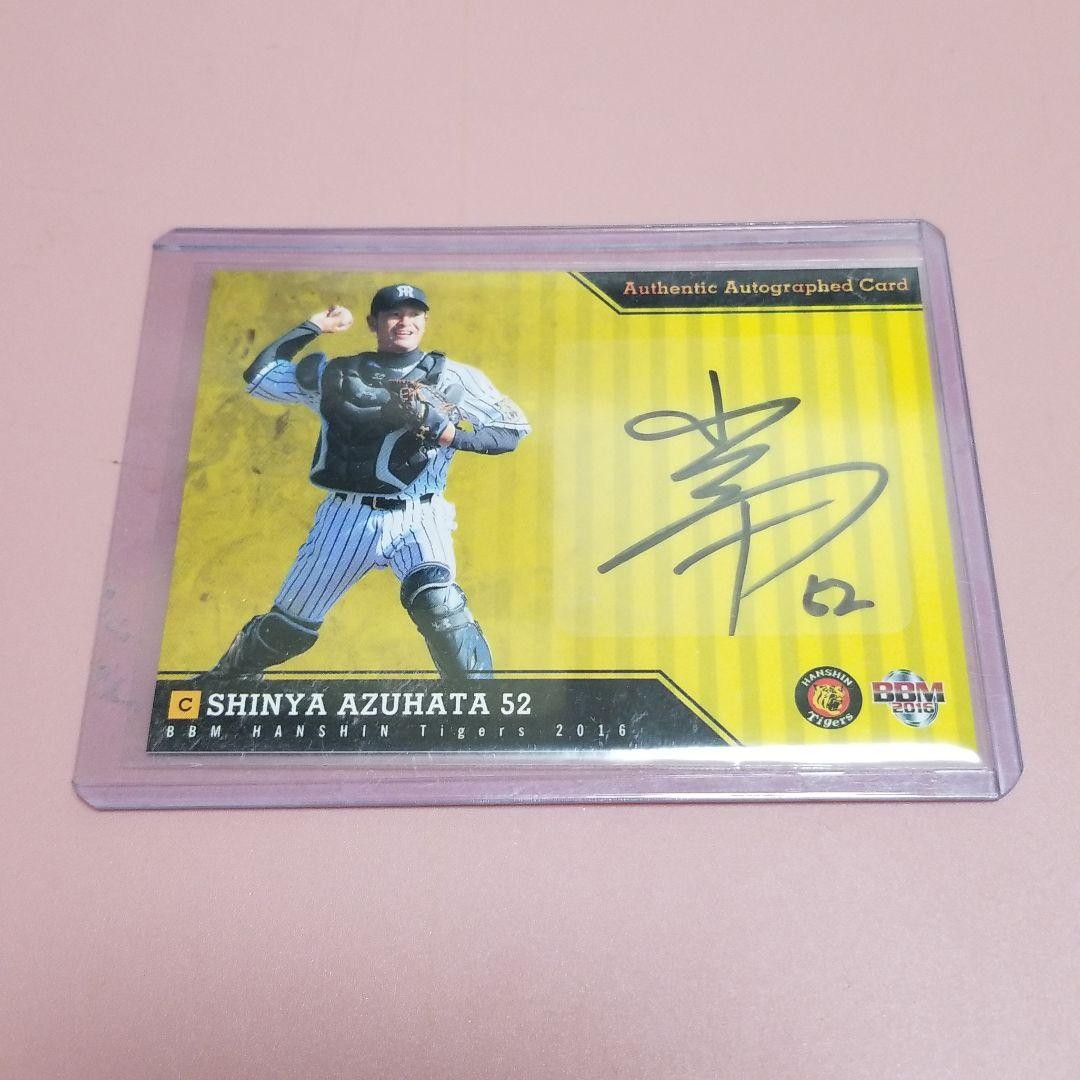 Authentic Autographed Card
52
C SHINYA AZUHATA 52
BBM HANSHIN Tigers 2016
HANSHIN
Tigers
BBM
2016